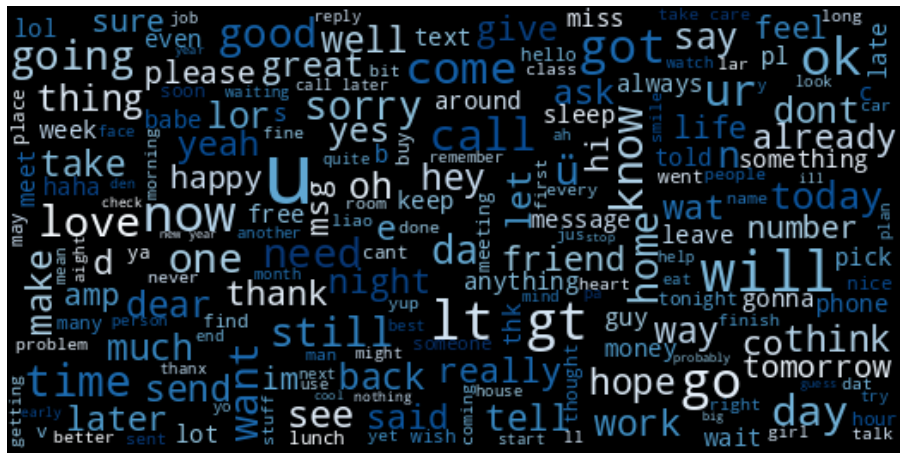 lol
sure
job
reply
miss
take care
long
going
even
year
good
well
text
give
got
say
feel
late
please
great
hello
come
class
pl
ok
soon
bit
watch
lar
look
thing
waiting
call later
ask
always
ur
y
c
car
place
week
face
babe
lor
s
sorry
around
sleep
dont
meet
take
yeah
fine
yes
call
ah
hi
know
life
smile
already
morning
quite
b
buy
remember
ü
told
n
something
haha
den
happy
u
msg
oh
hey
let
first
every
went
people
ill
today
check
love
now
free
room
liao
keep
done
meeting
message
name
wat
number
plan
may
mean
new year
another
e
jus
stop
home
leave
make
aight
d
ya
one
need
cant
da
friend
help
pick
never
month
night
anything
heart
eat
nice
amp
dear
thank
yup
mind
pa
tonight
gonna
phone
many
person
find
still
best
lt
thk
gt
guy
will
finish
problem
much
end
man
might
someone
way
co
think
time
thanx
want
im
next
use
back
really
thought
house
money
probably
tomorrow
getting
send
yo
stuff
cool
nothing
hope
go
guess
dat
try
early
later
see
said
tell
work
right
big
day
hour
v
better
sent
lot
lunch
yet
wish
coming
start
ll
wait
girl
talk